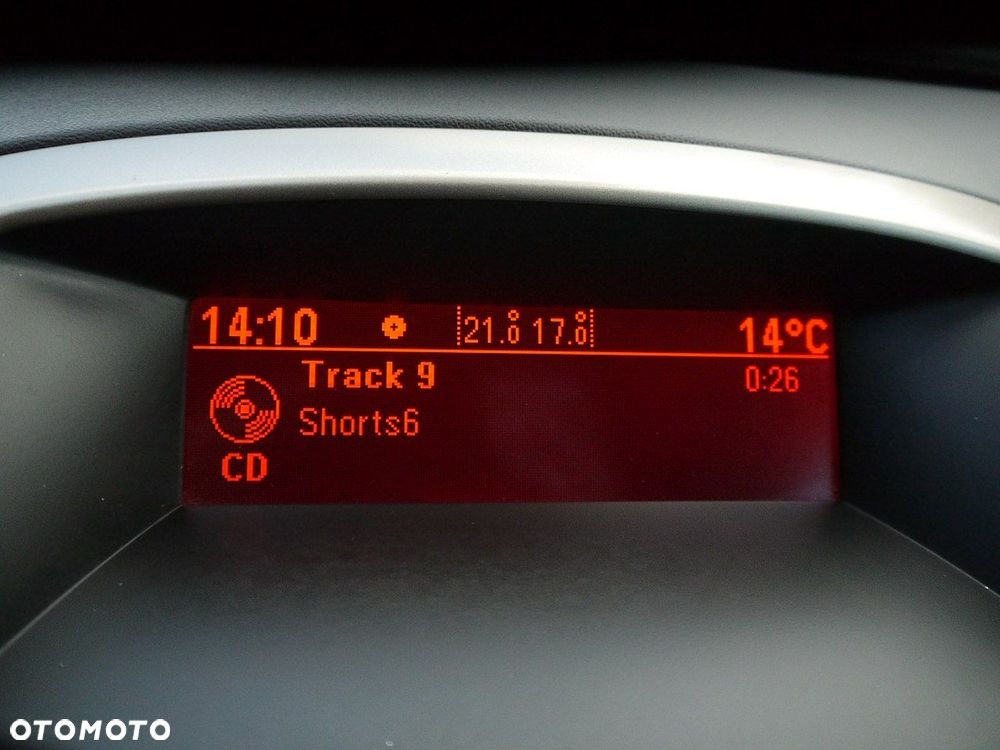 14:10 21.0° 17.0° 14°C
Track 9 0:26
Shorts6
CD
OTOMOTO